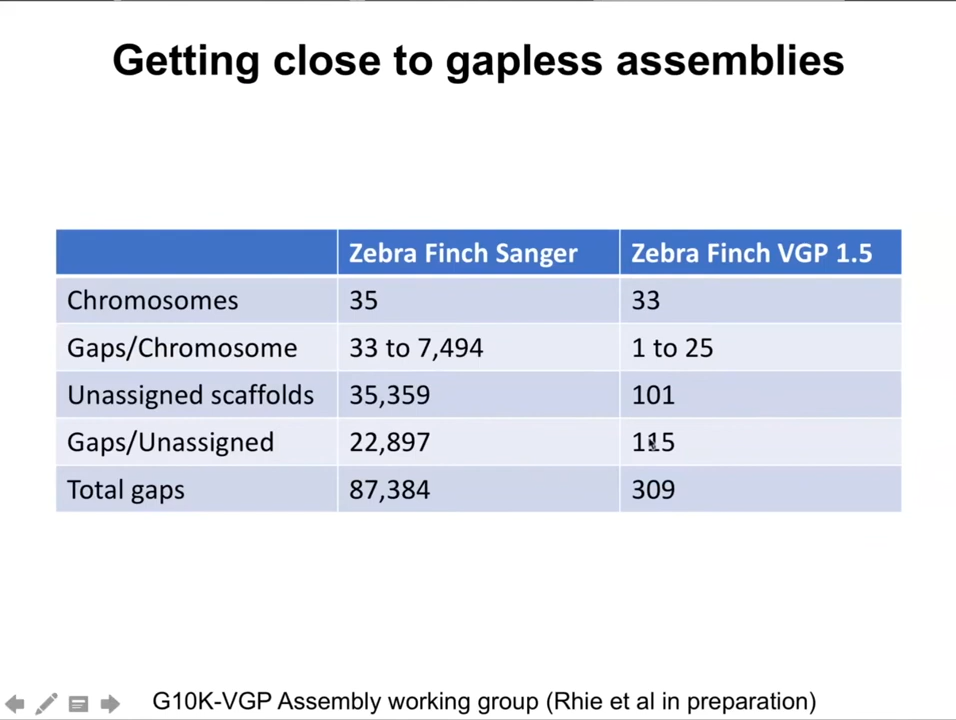 Getting close to gapless assemblies
Zebra Finch Sanger Zebra Finch VGP 1.5
Chromosomes 35 33
Gaps/Chromosome 33 to 7,494 1 to 25
Unassigned scaffolds 35,359 101
Gaps/Unassigned 22,897 115
Total gaps 87,384 309
G10K-VGP Assembly working group (Rhie et al in preparation)